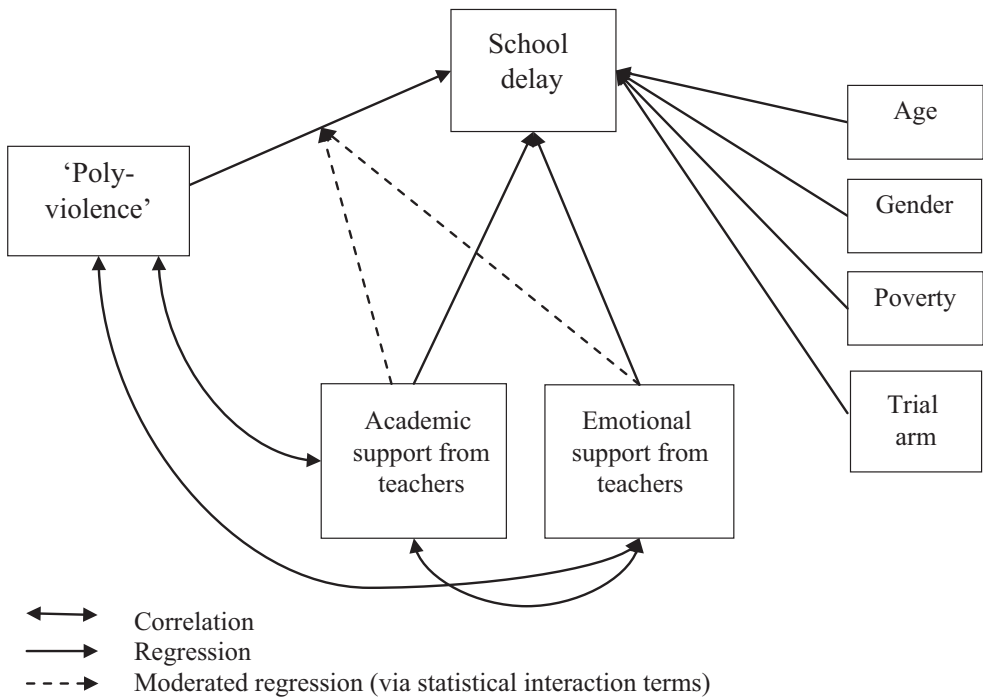 School
delay
‘Poly-
violence’
Age
Gender
Poverty
Trial
arm
Academic
support from
teachers
Emotional
support from
teachers
Correlation
Regression
Moderated regression (via statistical interaction terms)